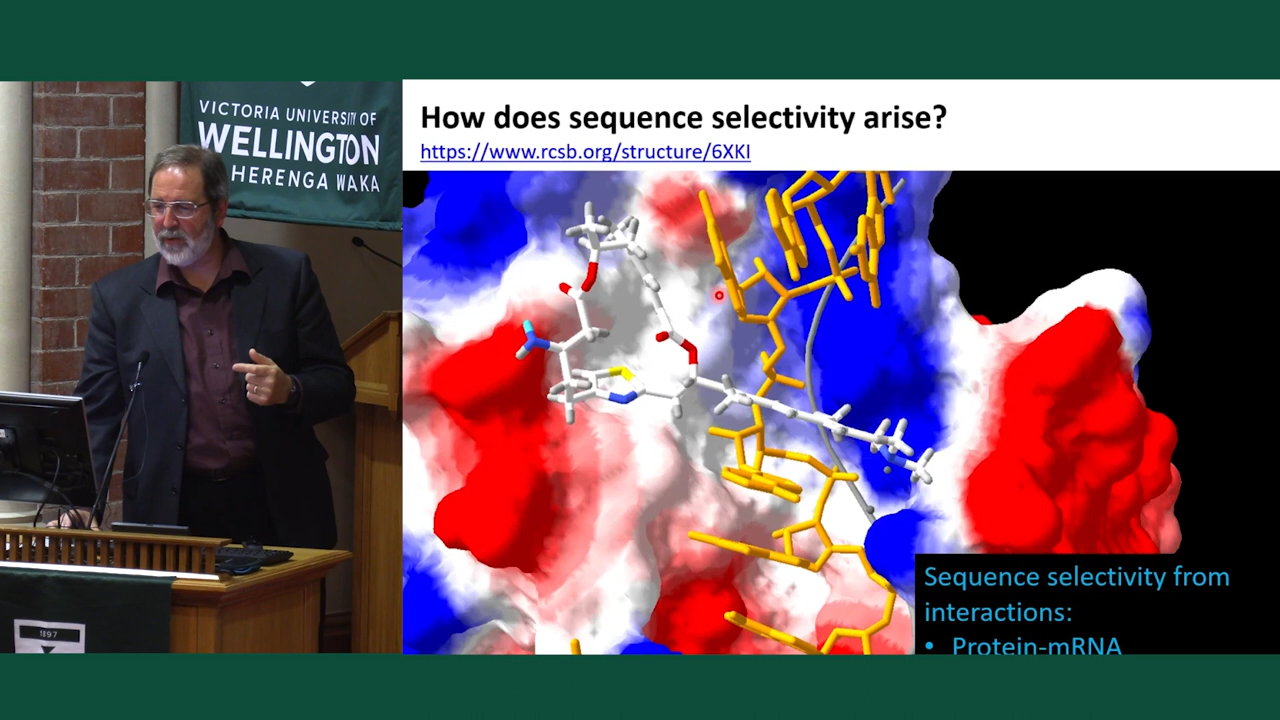 VICTORIA UNIVERSITY OF
WELLINGTON
HERENGA WAKA
1897
How does sequence selectivity arise?
https://www.rcsb.org/structure/6XKI
Sequence selectivity from
interactions:
• Protein-mRNA